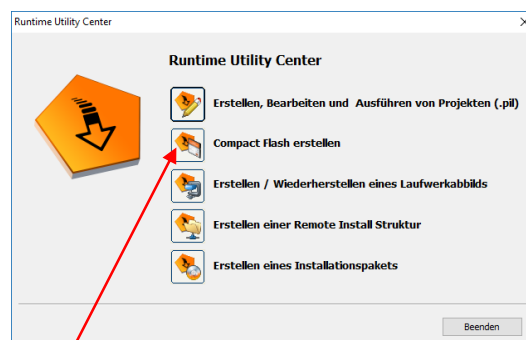 Runtime Utility Center
Runtime Utility Center
Erstellen, Bearbeiten und Ausführen von Projekten (.pil)
Compact Flash erstellen
Erstellen / Wiederherstellen eines Laufwerkabbilds
Erstellen einer Remote Install Struktur
Erstellen eines Installationspakets
Beenden